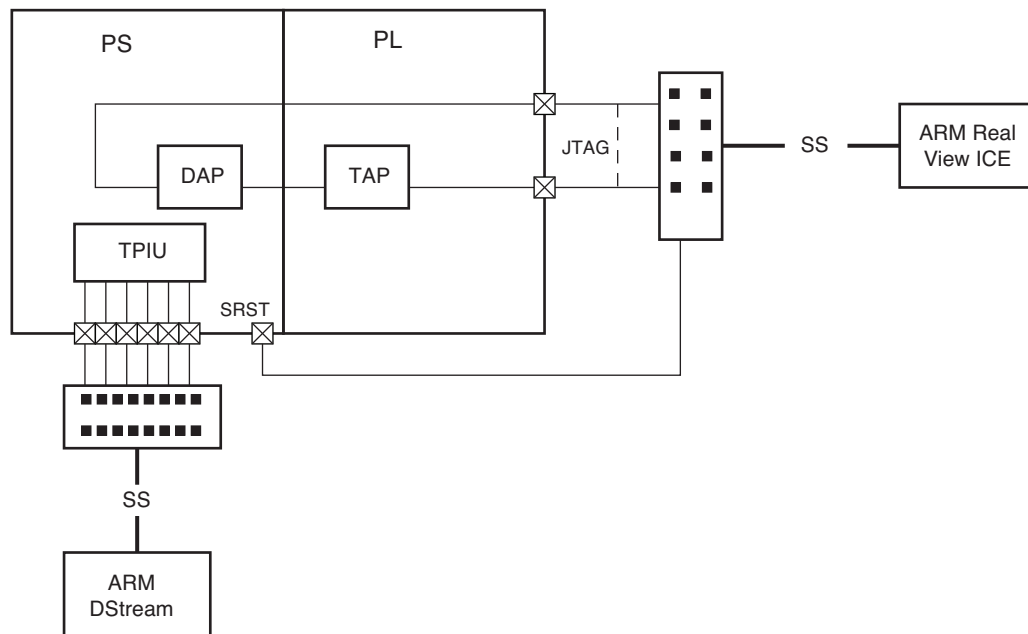 PS
PL
JTAG
SS
ARM Real
View ICE
DAP
TAP
TPIU
SRST
SS
ARM
DStream